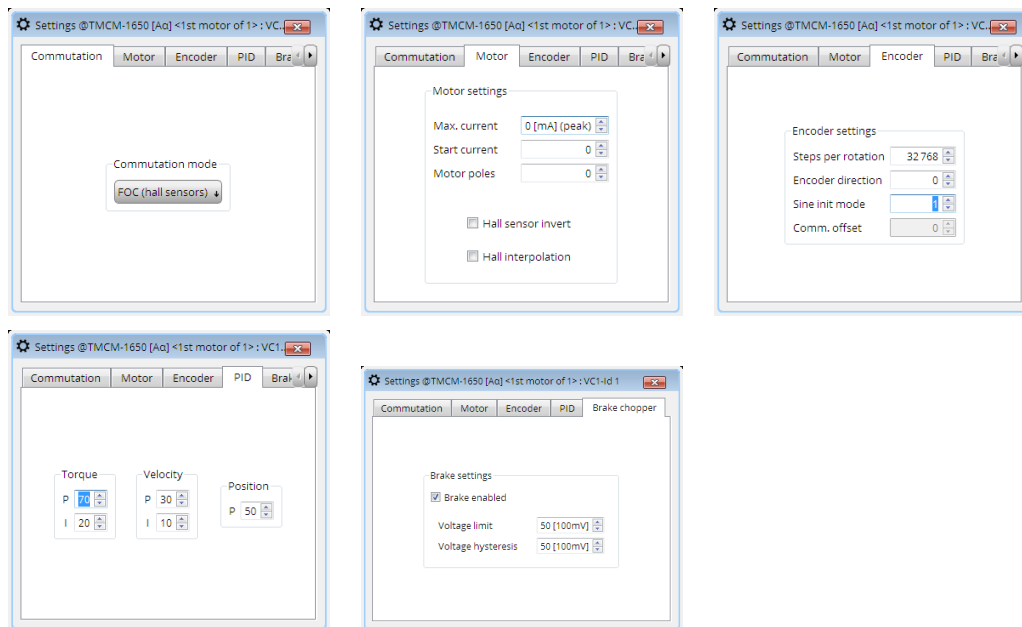 Settings @TMCM-1650 [Aα] <1st motor of 1> : VC..
Commutation Motor Encoder PID Bra
Commutation mode
FOC (hall sensors)
Settings @TMCM-1650 [Aα] <1st motor of 1> : VC..
Commutation Motor Encoder PID Bra
Motor settings
Max. current 0 [mA] (peak)
Start current 0
Motor poles 0
Hall sensor invert
Hall interpolation
Settings @TMCM-1650 [Aα] <1st motor of 1> : VC..
Commutation Motor Encoder PID Bra
Encoder settings
Steps per rotation 32 768
Encoder direction 0
Sine init mode 1
Comm. offset 0
Settings @TMCM-1650 [Aα] <1st motor of 1> : VC1..
Commutation Motor Encoder PID Bra
Torque
P 70
I 20
Velocity
P 30
I 10
Position
P 50
Settings @TMCM-1650 [Aα] <1st motor of 1> : VC1-Id 1
Commutation Motor Encoder PID Brake chopper
Brake settings
Brake enabled
Voltage limit 50 [100mV]
Voltage hysteresis 50 [100mV]